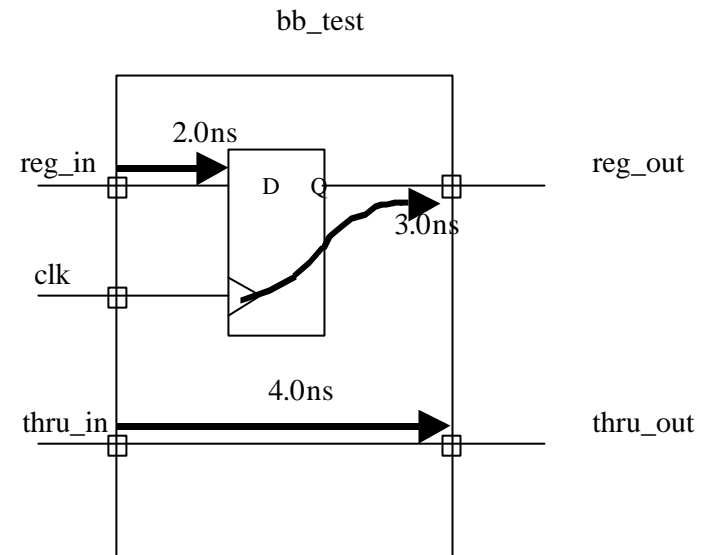 bb_test
2.0ns
reg_in
D Q
reg_out
3.0ns
clk
4.0ns
thru_in
thru_out